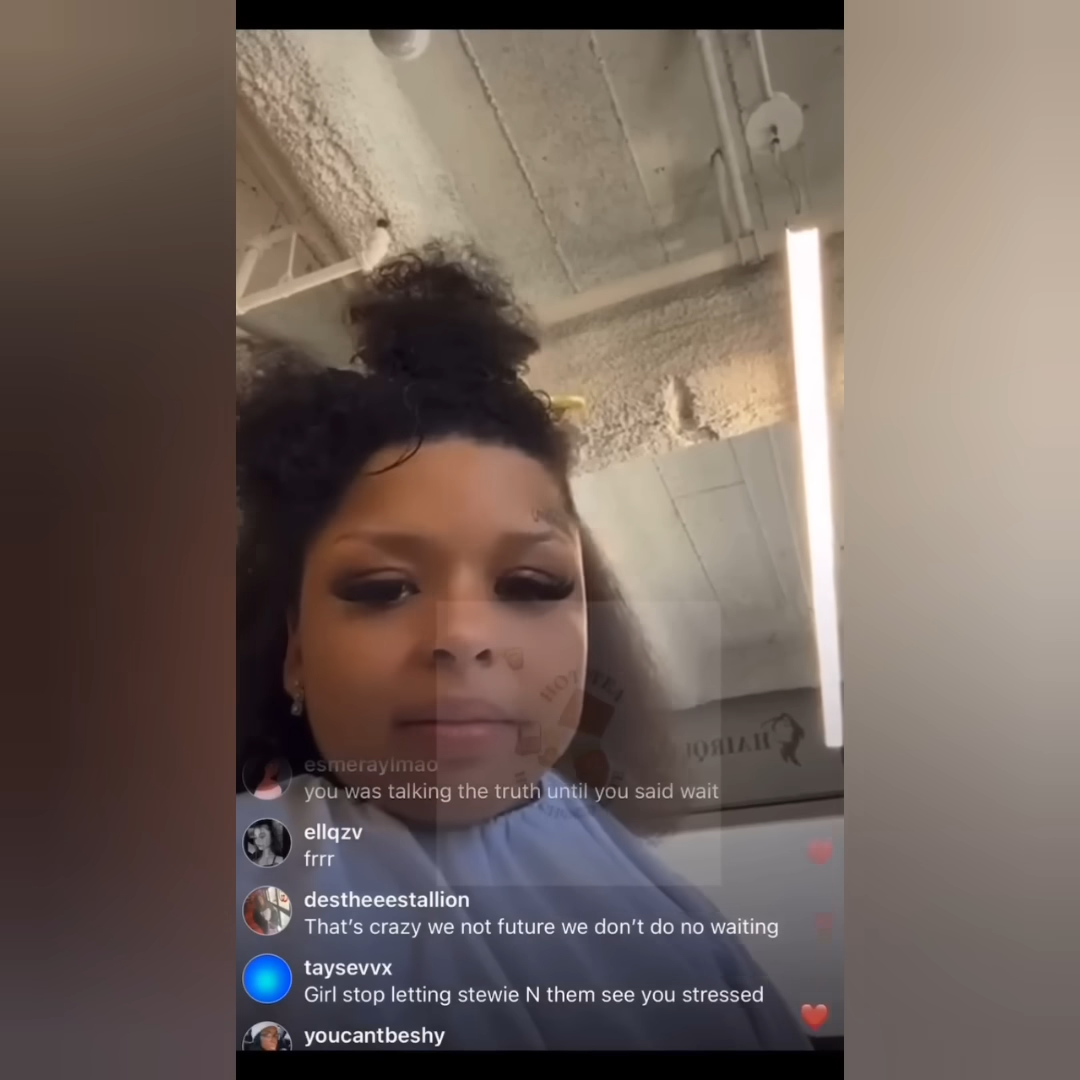 esmeraylmao
you was talking the truth until you said wait
ellqzv
frrr
destheeestallion
That’s crazy we not future we don’t do no waiting
taysevvx
Girl stop letting stewie N them see you stressed
youcantbeshy